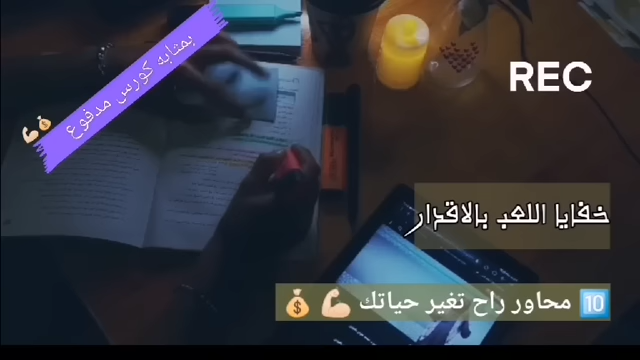 بمثابه كورس مدفوع 💪💰
REC
خفايا اللعب بالاقدار
🔟 محاور راح تغير حياتك 💪💰